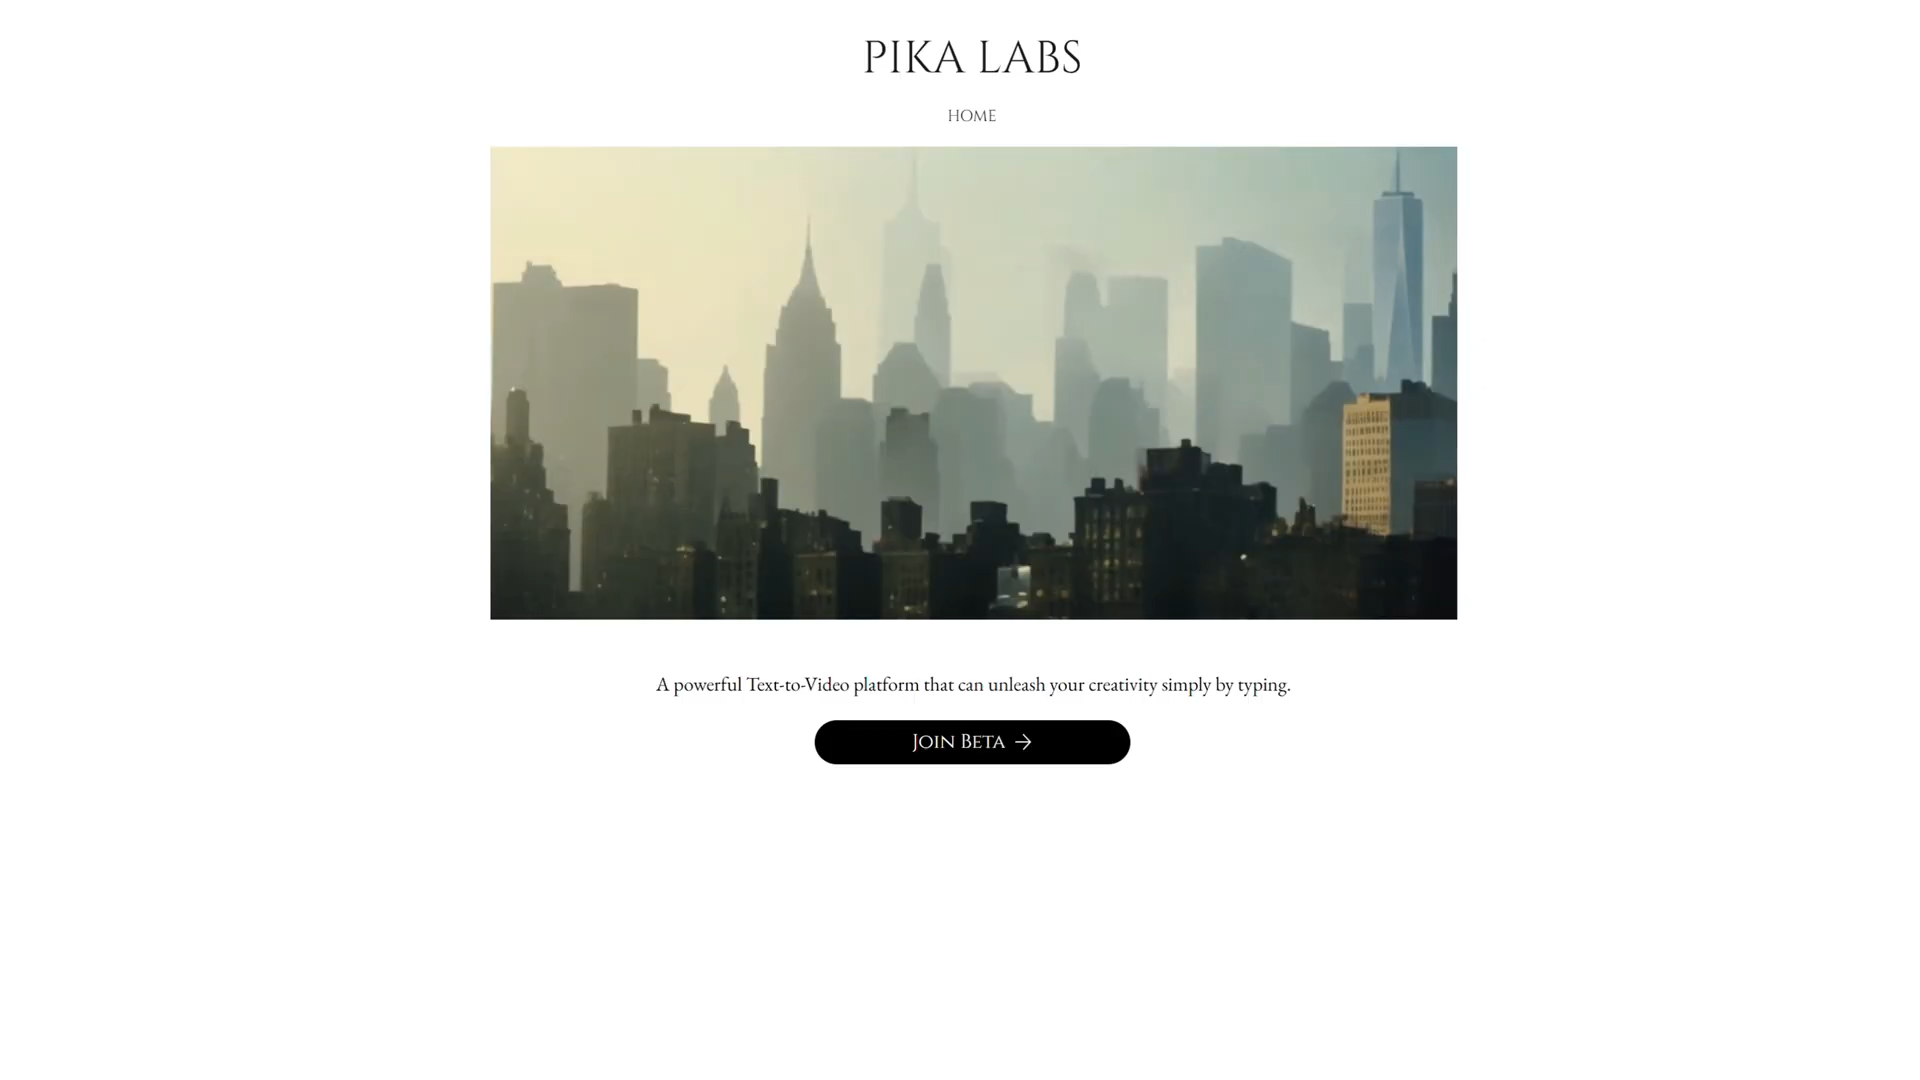 PIKA LABS
HOME
A powerful Text-to-Video platform that can unleash your creativity simply by typing.
Join Beta →